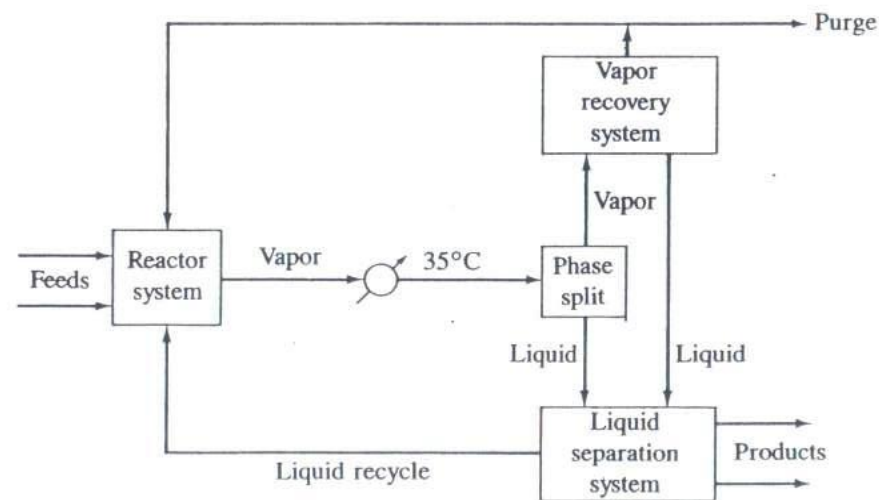 Purge
Vapor
recovery
system
Vapor
Feeds
Reactor
system
Vapor
35°C
Phase
split
Liquid
Liquid
Liquid
separation
system
Products
Liquid recycle